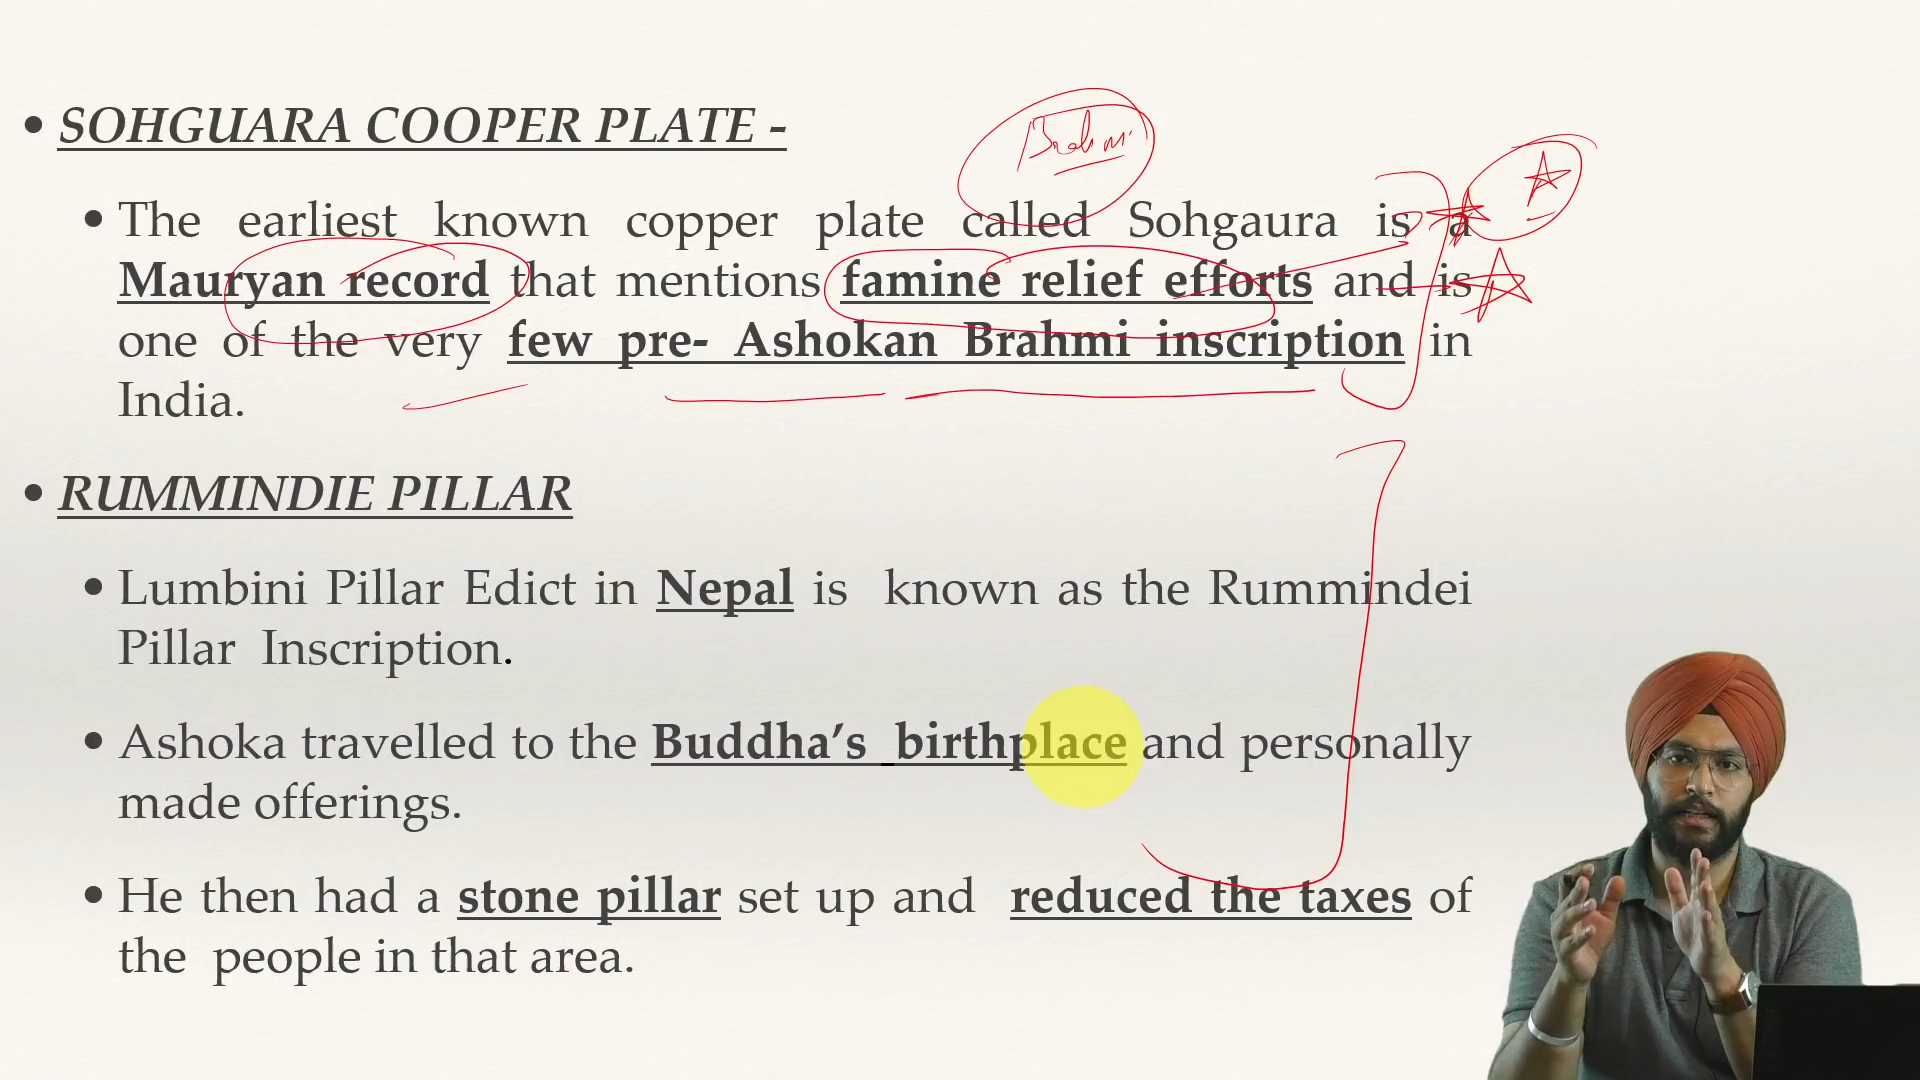 • SOHGUARA COOPER PLATE -
Brahmi
• The earliest known copper plate called Sohgaura is a
Mauryan record that mentions famine relief efforts and is
one of the very few pre- Ashokan Brahmi inscription in
India.
• RUMMINDIE PILLAR
• Lumbini Pillar Edict in Nepal is known as the Rummindei
Pillar Inscription.
• Ashoka travelled to the Buddha’s birthplace and personally
made offerings.
• He then had a stone pillar set up and reduced the taxes of
the people in that area.